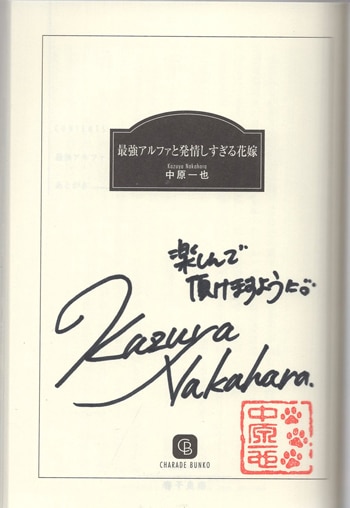 最強アルファと発情しすぎる花嫁
Kazuya Nakahara
中原一也
楽しんで
頂けますように。
Kazuya
Nakahara.
中原一也
CB
CHARADE BUNKO